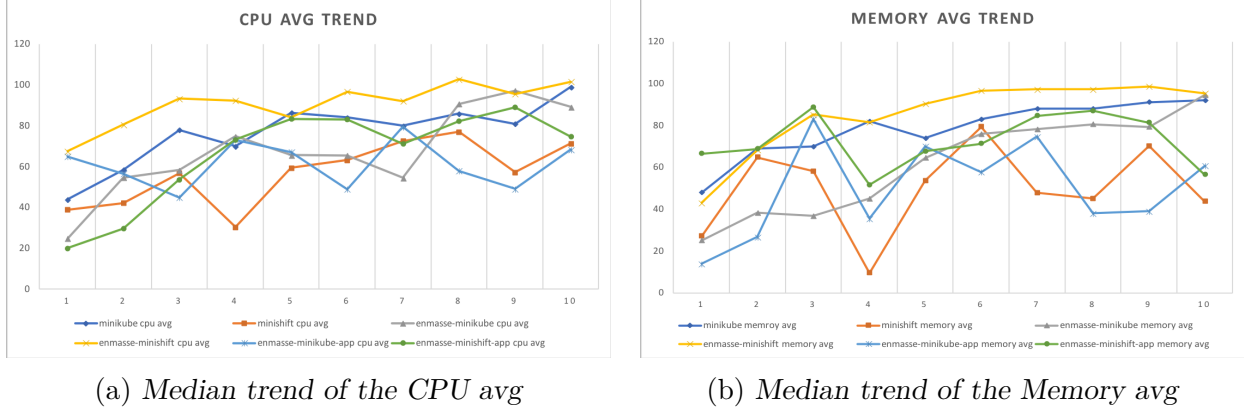 CPU AVG TREND
120
100
80
60
40
20
0
1 2 3 4 5 6 7 8 9 10
minikube cpu avg minishift cpu avg enmasse-minikube cpu avg
enmasse-minishift cpu avg enmasse-minikube-app cpu avg enmasse-minishift-app cpu avg
(a) Median trend of the CPU avg
MEMORY AVG TREND
120
100
80
60
40
20
0
1 2 3 4 5 6 7 8 9 10
minikube memroy avg minishift memory avg enmasse-minikube memory avg
enmasse-minishift memory avg enmasse-minikube-app memory avg enmasse-minishift-app memory avg
(b) Median trend of the Memory avg